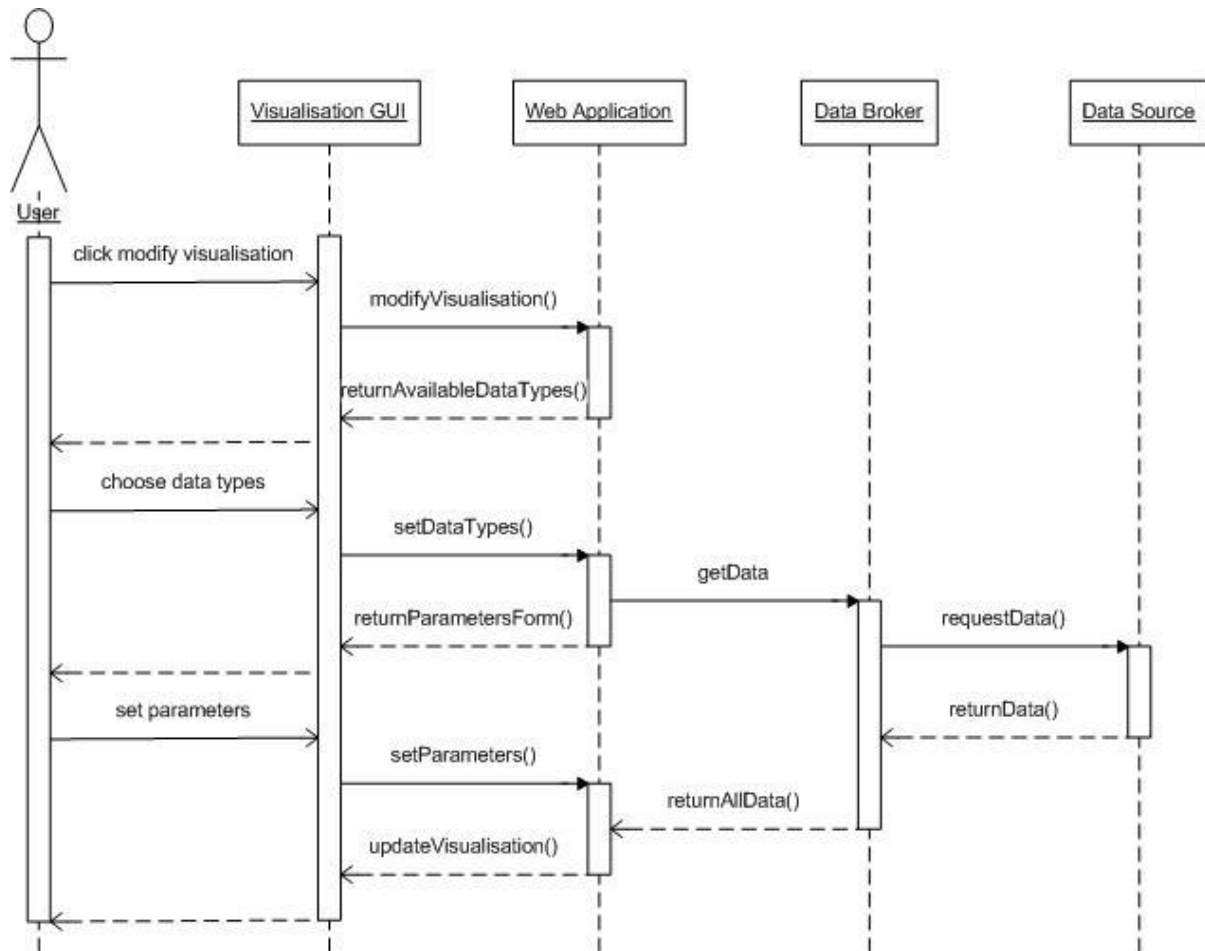 Visualisation GUI
Web Application
Data Broker
Data Source
User
click modify visualisation
modifyVisualisation()
returnAvailableDataTypes()
choose data types
setDataTypes()
getData
returnParametersForm()
requestData()
set parameters
returnData()
setParameters()
returnAllData()
updateVisualisation()